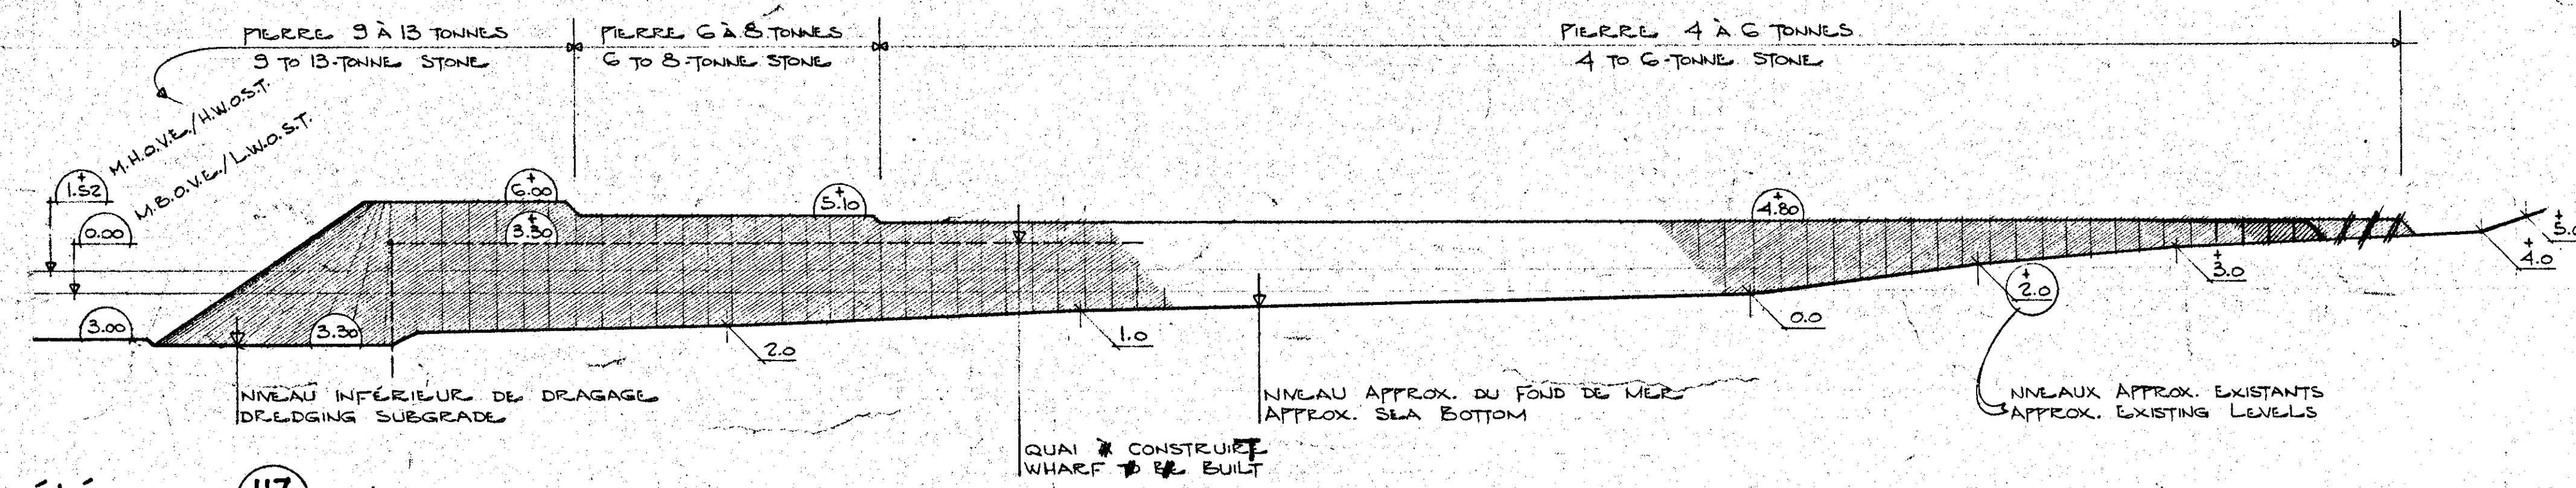 PIERRE 9 À 13 TONNES
9 TO 13-TONNE STONE
PIERRE 6 À 8 TONNES
6 TO 8-TONNE STONE
PIERRE 4 À 6 TONNES
4 TO 6-TONNE STONE
M.H.O.V.E./H.W.O.S.T.
M.B.O.V.E./L.W.O.S.T.
+
1.52
0.00
3.00
+
6.00
+
3.30
3.30
+
5.10
+
4.80
2.0
1.0
0.0
+
2.0
+
3.0
+
4.0
+
NIVEAU INFÉRIEUR DE DRAGAGE
DREDGING SUBGRADE
QUAI CONSTRUIT
WHARF BUILT
NIVEAU APPROX. DU FOND DE MER
APPROX. SEA BOTTOM
NIVEAUX APPROX. EXISTANTS
APPROX. EXISTING LEVELS
117